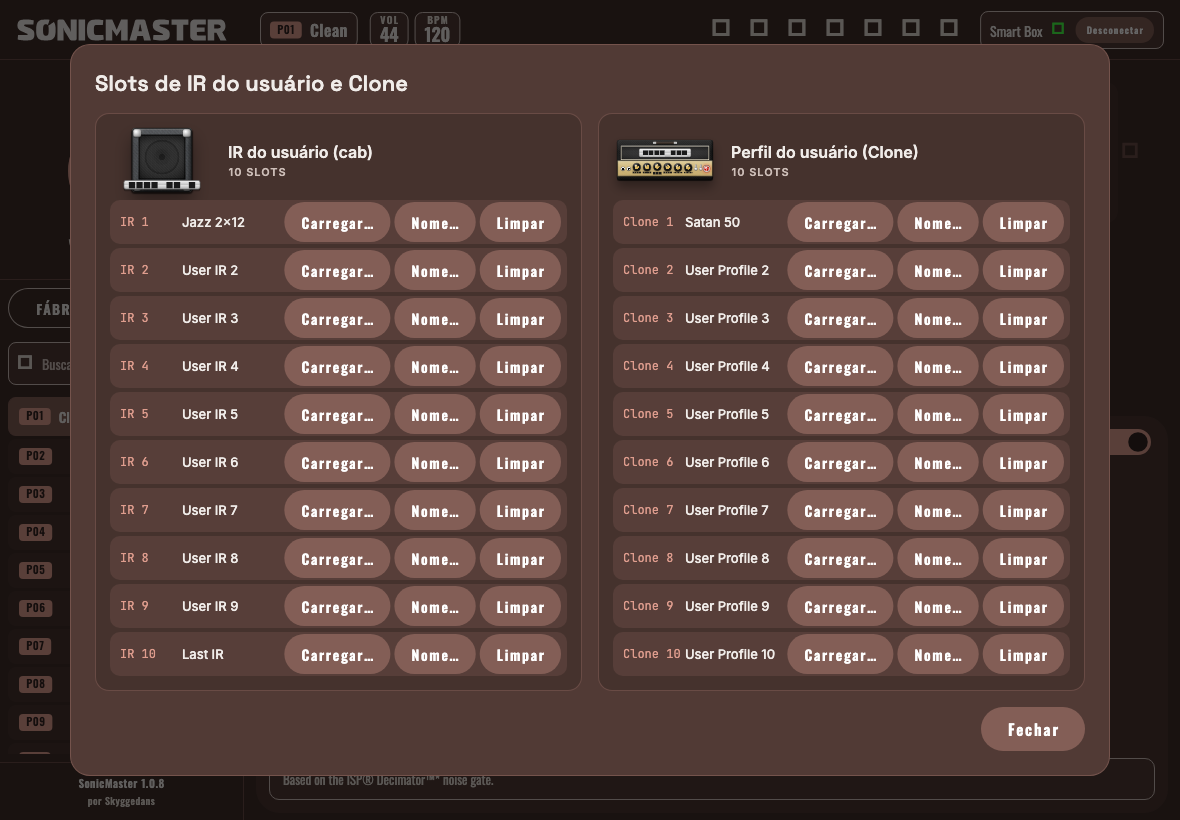 SONICMASTER
P01 Clean
VOL 44
BPM 120
Smart Box
Desconectar
Slots de IR do usuário e Clone
IR do usuário (cab)
10 SLOTS
IR 1 Jazz 2×12 Carregar… Nome… Limpar
IR 2 User IR 2 Carregar… Nome… Limpar
IR 3 User IR 3 Carregar… Nome… Limpar
IR 4 User IR 4 Carregar… Nome… Limpar
IR 5 User IR 5 Carregar… Nome… Limpar
IR 6 User IR 6 Carregar… Nome… Limpar
IR 7 User IR 7 Carregar… Nome… Limpar
IR 8 User IR 8 Carregar… Nome… Limpar
IR 9 User IR 9 Carregar… Nome… Limpar
IR 10 Last IR Carregar… Nome… Limpar
Perfil do usuário (Clone)
10 SLOTS
Clone 1 Satan 50 Carregar… Nome… Limpar
Clone 2 User Profile 2 Carregar… Nome… Limpar
Clone 3 User Profile 3 Carregar… Nome… Limpar
Clone 4 User Profile 4 Carregar… Nome… Limpar
Clone 5 User Profile 5 Carregar… Nome… Limpar
Clone 6 User Profile 6 Carregar… Nome… Limpar
Clone 7 User Profile 7 Carregar… Nome… Limpar
Clone 8 User Profile 8 Carregar… Nome… Limpar
Clone 9 User Profile 9 Carregar… Nome… Limpar
Clone 10 User Profile 10 Carregar… Nome… Limpar
Fechar
FÁBR
Busca
P01 Cl
P02
P03
P04
P05
P06
P07
P08
P09
SonicMaster 1.0.8
por Skyggedans
Based on the ISP® Decimator™* noise gate.